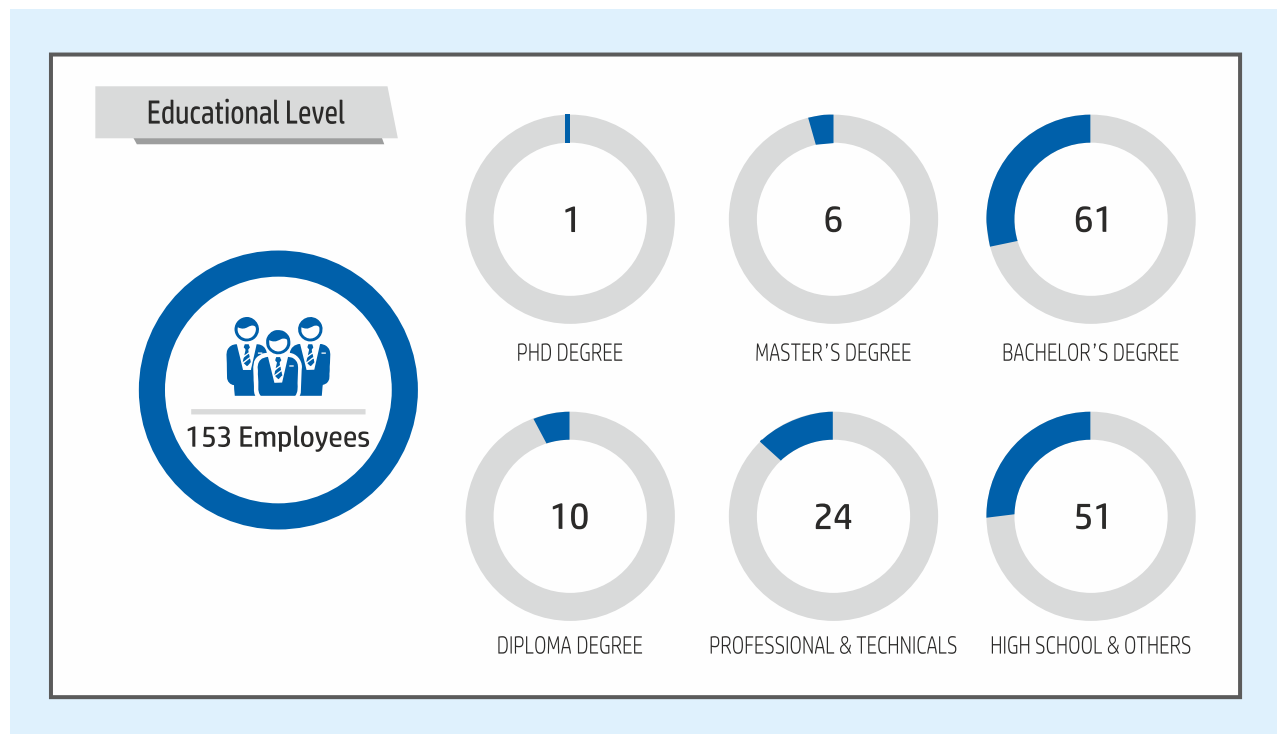 Educational Level
153 Employees
1
PHD DEGREE
6
MASTER’S DEGREE
61
BACHELOR’S DEGREE
10
DIPLOMA DEGREE
24
PROFESSIONAL & TECHNICALS
51
HIGH SCHOOL & OTHERS